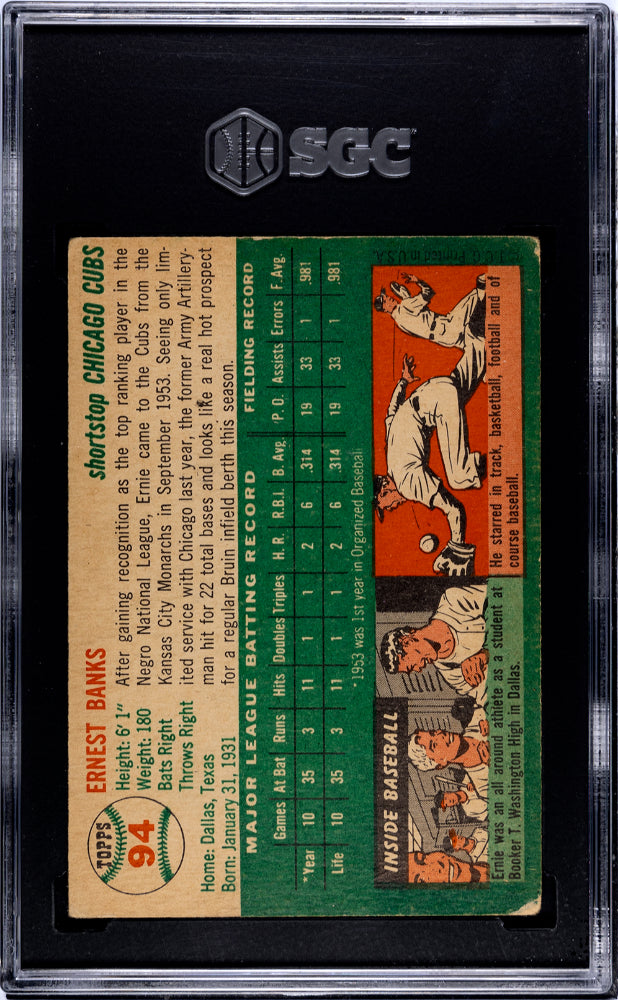 SGC
TOPPS
94
ERNEST BANKS
shortstop CHICAGO CUBS
Height: 6' 1"
Weight: 180
Bats Right
Throws Right
Home: Dallas, Texas
Born: January 31, 1931
After gaining recognition as the top ranking player in the
Negro National League, Ernie came to the Cubs from the
Kansas City Monarchs in September 1953. Seeing only lim-
ited service with Chicago last year, the former Army Artillery-
man hit for 22 total bases and looks like a real hot prospect
for a regular Bruin infield berth this season.
MAJOR LEAGUE BATTING RECORD FIELDING RECORD
Games At Bat Runs Hits Doubles Triples H.R. R.B.I. B. Avg. P.O. Assists Errors F. Avg.
*Year 10 35 3 11 1 1 2 6 .314 19 33 1 .981
Life 10 35 3 11 1 1 2 6 .314 19 33 1 .981
*1953 was 1st year in Organized Baseball
INSIDE BASEBALL
Ernie was an all around athlete as a student at
Booker T. Washington High in Dallas.
He starred in track, basketball, football and of
course baseball.
T.C.G. Printed in U.S.A.